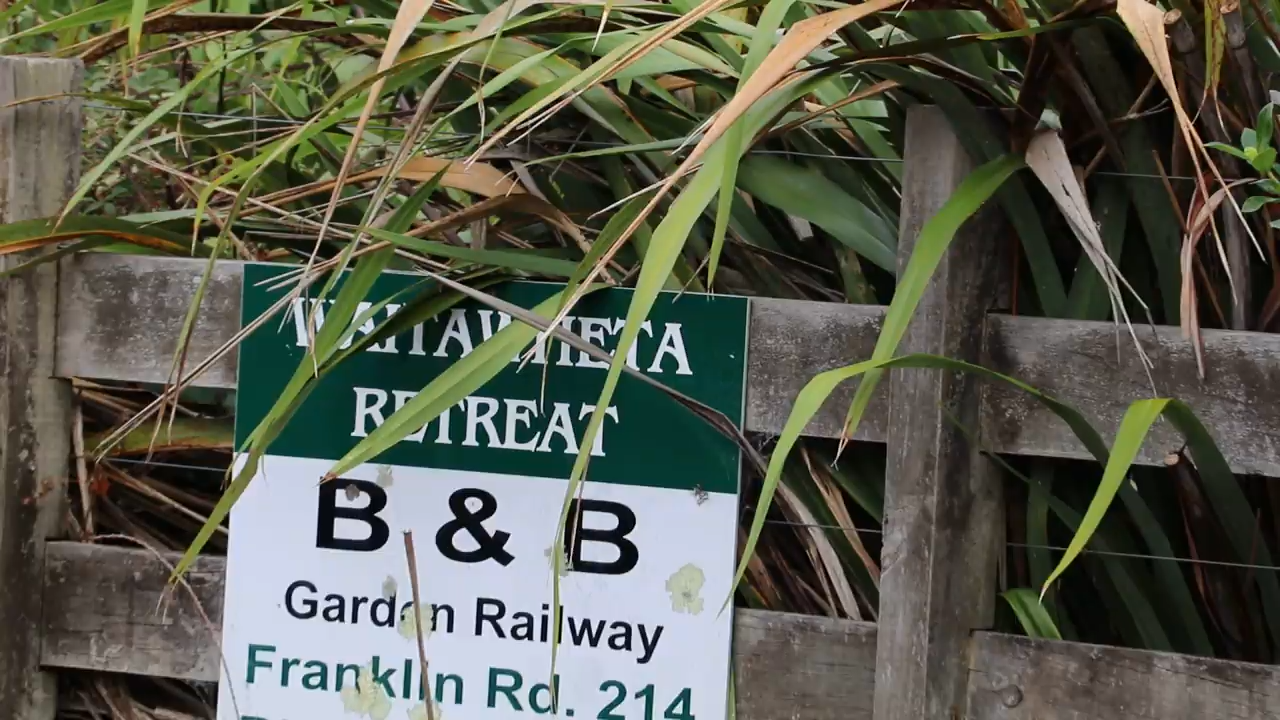 WAITAWHETA
RETREAT
B & B
Garden Railway
Franklin Rd. 214